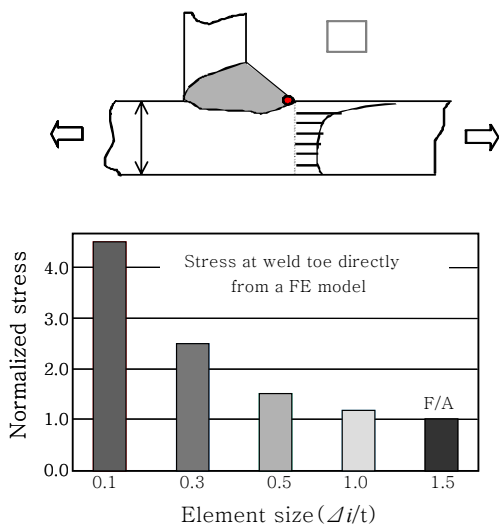 Stress at weld toe directly
from a FE model
Normalized stress
4.0
3.0
2.0
1.0
0.0
F/A
0.1
0.3
0.5
1.0
1.5
Element size(Δi/t)